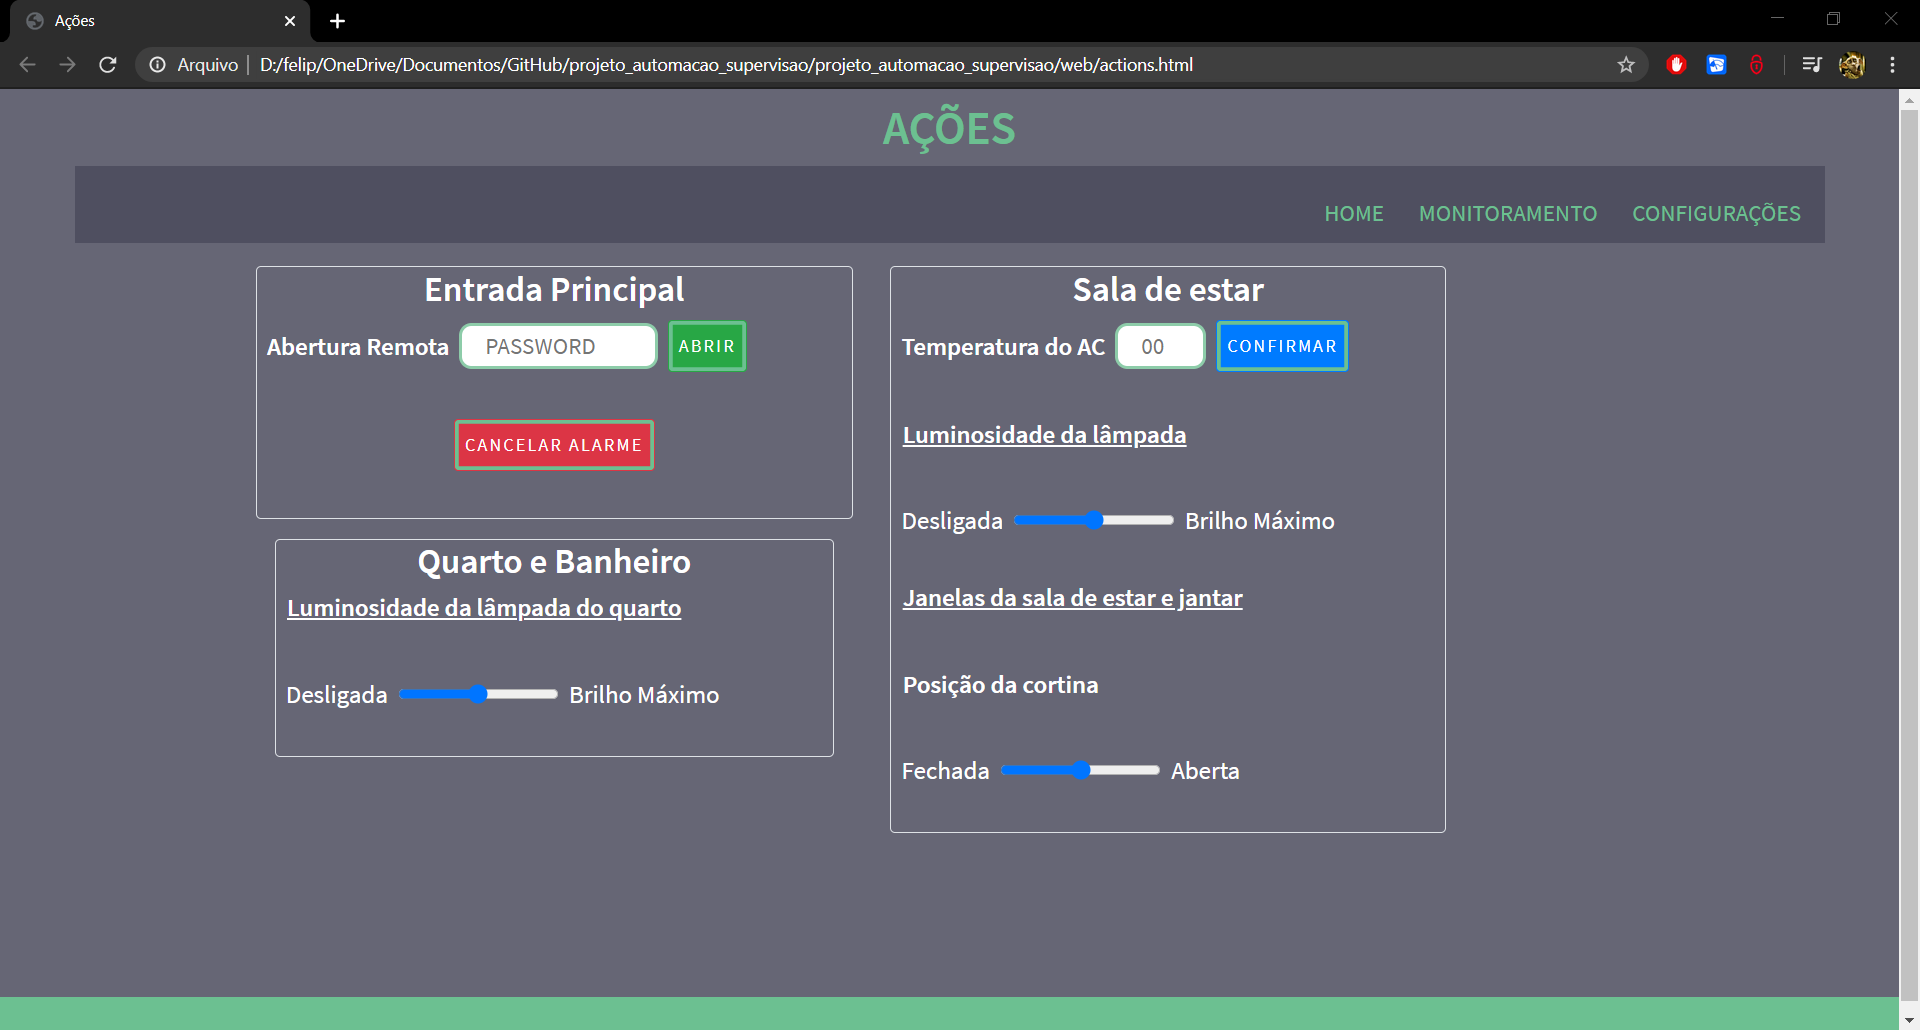 Ações
Arquivo D:/felip/OneDrive/Documentos/GitHub/projeto_automacao_supervisao/projeto_automacao_supervisao/web/actions.html
AÇÕES
HOME MONITORAMENTO CONFIGURAÇÕES
Entrada Principal
Abertura Remota PASSWORD ABRIR
CANCELAR ALARME
Quarto e Banheiro
Luminosidade da lâmpada do quarto
Desligada Brilho Máximo
Sala de estar
Temperatura do AC 00 CONFIRMAR
Luminosidade da lâmpada
Desligada Brilho Máximo
Janelas da sala de estar e jantar
Posição da cortina
Fechada Aberta